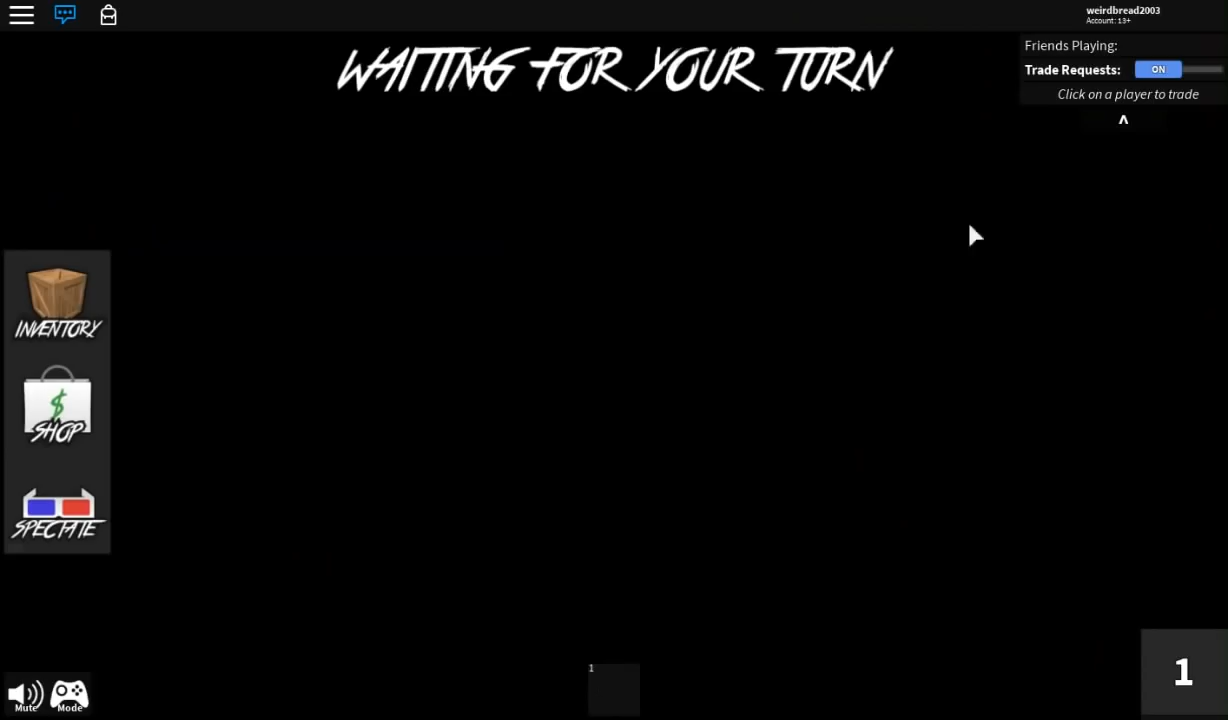 weirdbread2003
Account: 13+
WAITING FOR YOUR TURN
Friends Playing:
Trade Requests: ON
Click on a player to trade
^
INVENTORY
$
SHOP
SPECTATE
Mute Mode
1
1